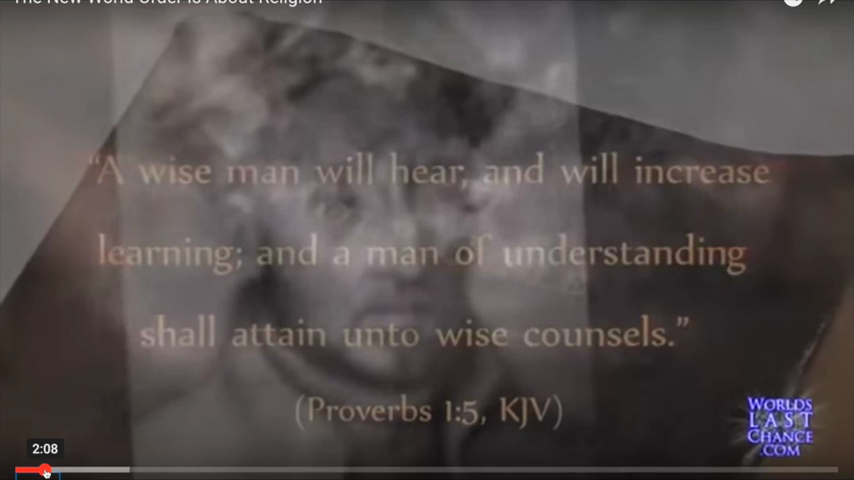 The New World Order is About Religion
“A wise man will hear, and will increase
learning; and a man of understanding
shall attain unto wise counsels.”
(Proverbs 1:5, KJV)
WORLDS
LAST
CHANCE
.COM
2:08